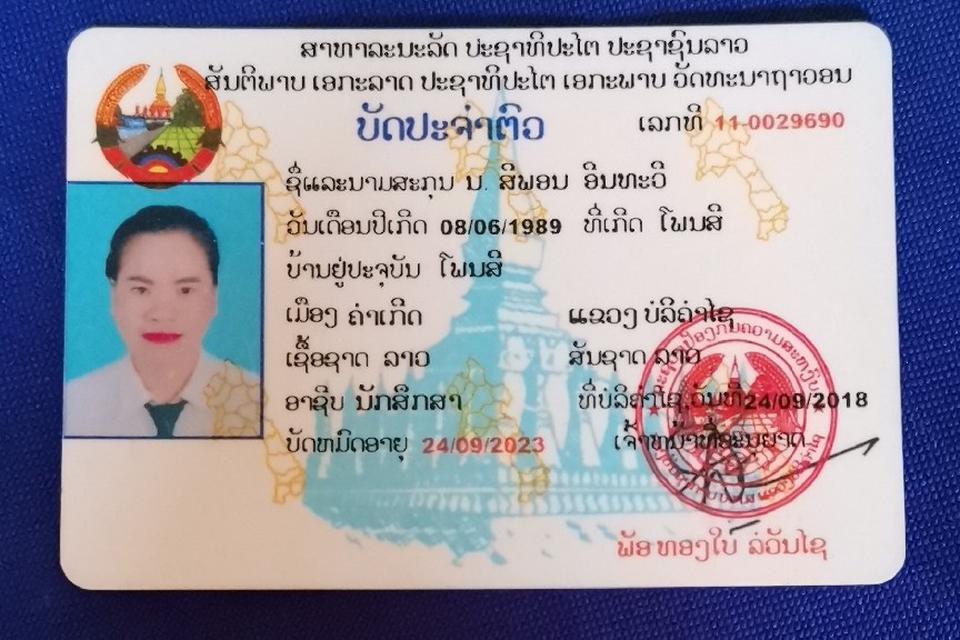 ສາທາລະນະລັດ ປະຊາທິປະໄຕ ປະຊາຊົນລາວ
ສັນຕິພາບ ເອກະລາດ ປະຊາທິປະໄຕ ເອກະພາບ ວັດທະນາຖາວອນ
ບັດປະຈຳຕົວ
ເລກທີ 11-0029690
ຊື່ແລະນາມສະກຸນ ນ. ສີພອນ ອິນທະວີ
ວັນເດືອນປີເກີດ 08/06/1989 ທີ່ເກີດ ໂພນສີ
ບ້ານຢູ່ປະຈຸບັນ ໂພນສີ
ເມືອງ ຄຳເກີດ ແຂວງ ບໍລິຄຳໄຊ
ເຊື້ອຊາດ ລາວ ສັນຊາດ ລາວ
ອາຊີບ ນັກສຶກສາ ທີ່ບໍລິຄຳໄຊ, ວັນທີ 24/09/2018
ບັດຫມົດອາຍຸ 24/09/2023 ເຈົ້າຫນ້າທີ່ອະນຸຍາດ
ພັອ ທອງໃບ ລໍວັນໄຊ